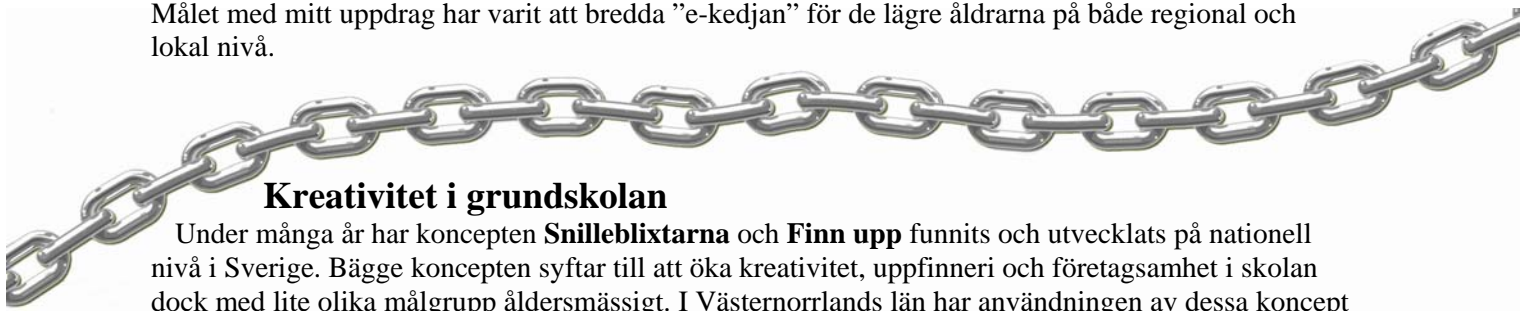 Målet med mitt uppdrag har varit att bredda ”e-kedjan” för de lägre åldrarna på både regional och
lokal nivå.
Kreativitet i grundskolan
Under många år har koncepten Snilleblixtarna och Finn upp funnits och utvecklats på nationell
nivå i Sverige. Bägge koncepten syftar till att öka kreativitet, uppfinneri och företagsamhet i skolan
dock med lite olika målgrupp åldersmässigt. I Västernorrlands län har användningen av dessa koncept